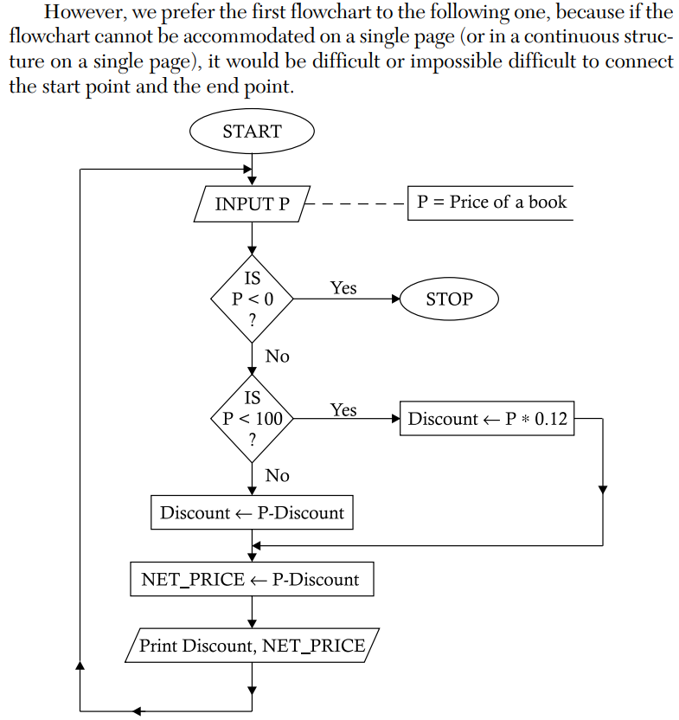 However, we prefer the first flowchart to the following one, because if the
flowchart cannot be accommodated on a single page (or in a continuous struc-
ture on a single page), it would be difficult or impossible difficult to connect
the start point and the end point.
START
INPUT P
P = Price of a book
IS
P < 0
?
Yes
STOP
No
IS
P < 100
?
Yes
Discount ← P * 0.12
No
Discount ← P-Discount
NET_PRICE ← P-Discount
Print Discount, NET_PRICE